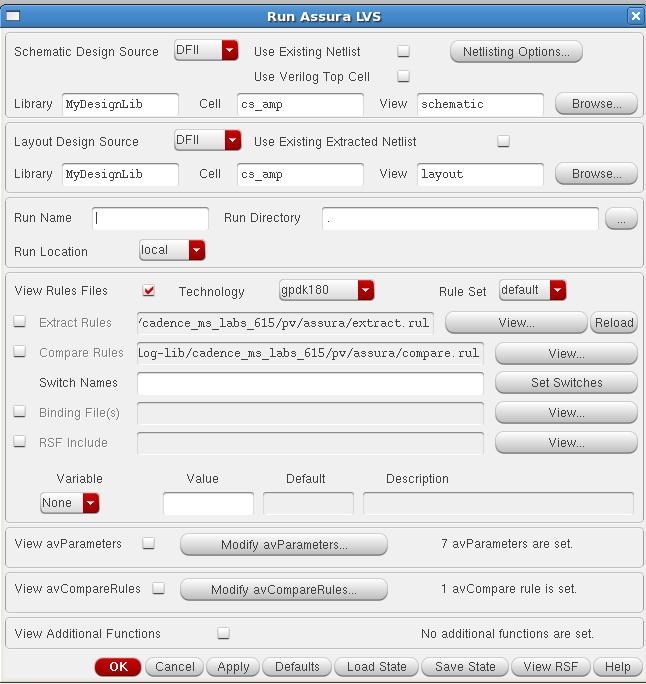 Run Assura LVS
Schematic Design Source DFII Use Existing Netlist Netlisting Options...
Use Verilog Top Cell
Library MyDesignLib Cell cs_amp View schematic Browse...
Layout Design Source DFII Use Existing Extracted Netlist
Library MyDesignLib Cell cs_amp View layout Browse...
Run Name Run Directory . ...
Run Location local
View Rules Files Technology gpdk180 Rule Set default
Extract Rules /cadence_ms_labs_615/pv/assura/extract.rul View... Reload
Compare Rules log-lib/cadence_ms_labs_615/pv/assura/compare.rul View...
Switch Names Set Switches
Binding File(s) View...
RSF Include View...
Variable Value Default Description
None
View avParameters Modify avParameters... 7 avParameters are set.
View avCompareRules Modify avCompareRules... 1 avCompare rule is set.
View Additional Functions No additional functions are set.
OK Cancel Apply Defaults Load State Save State View RSF Help